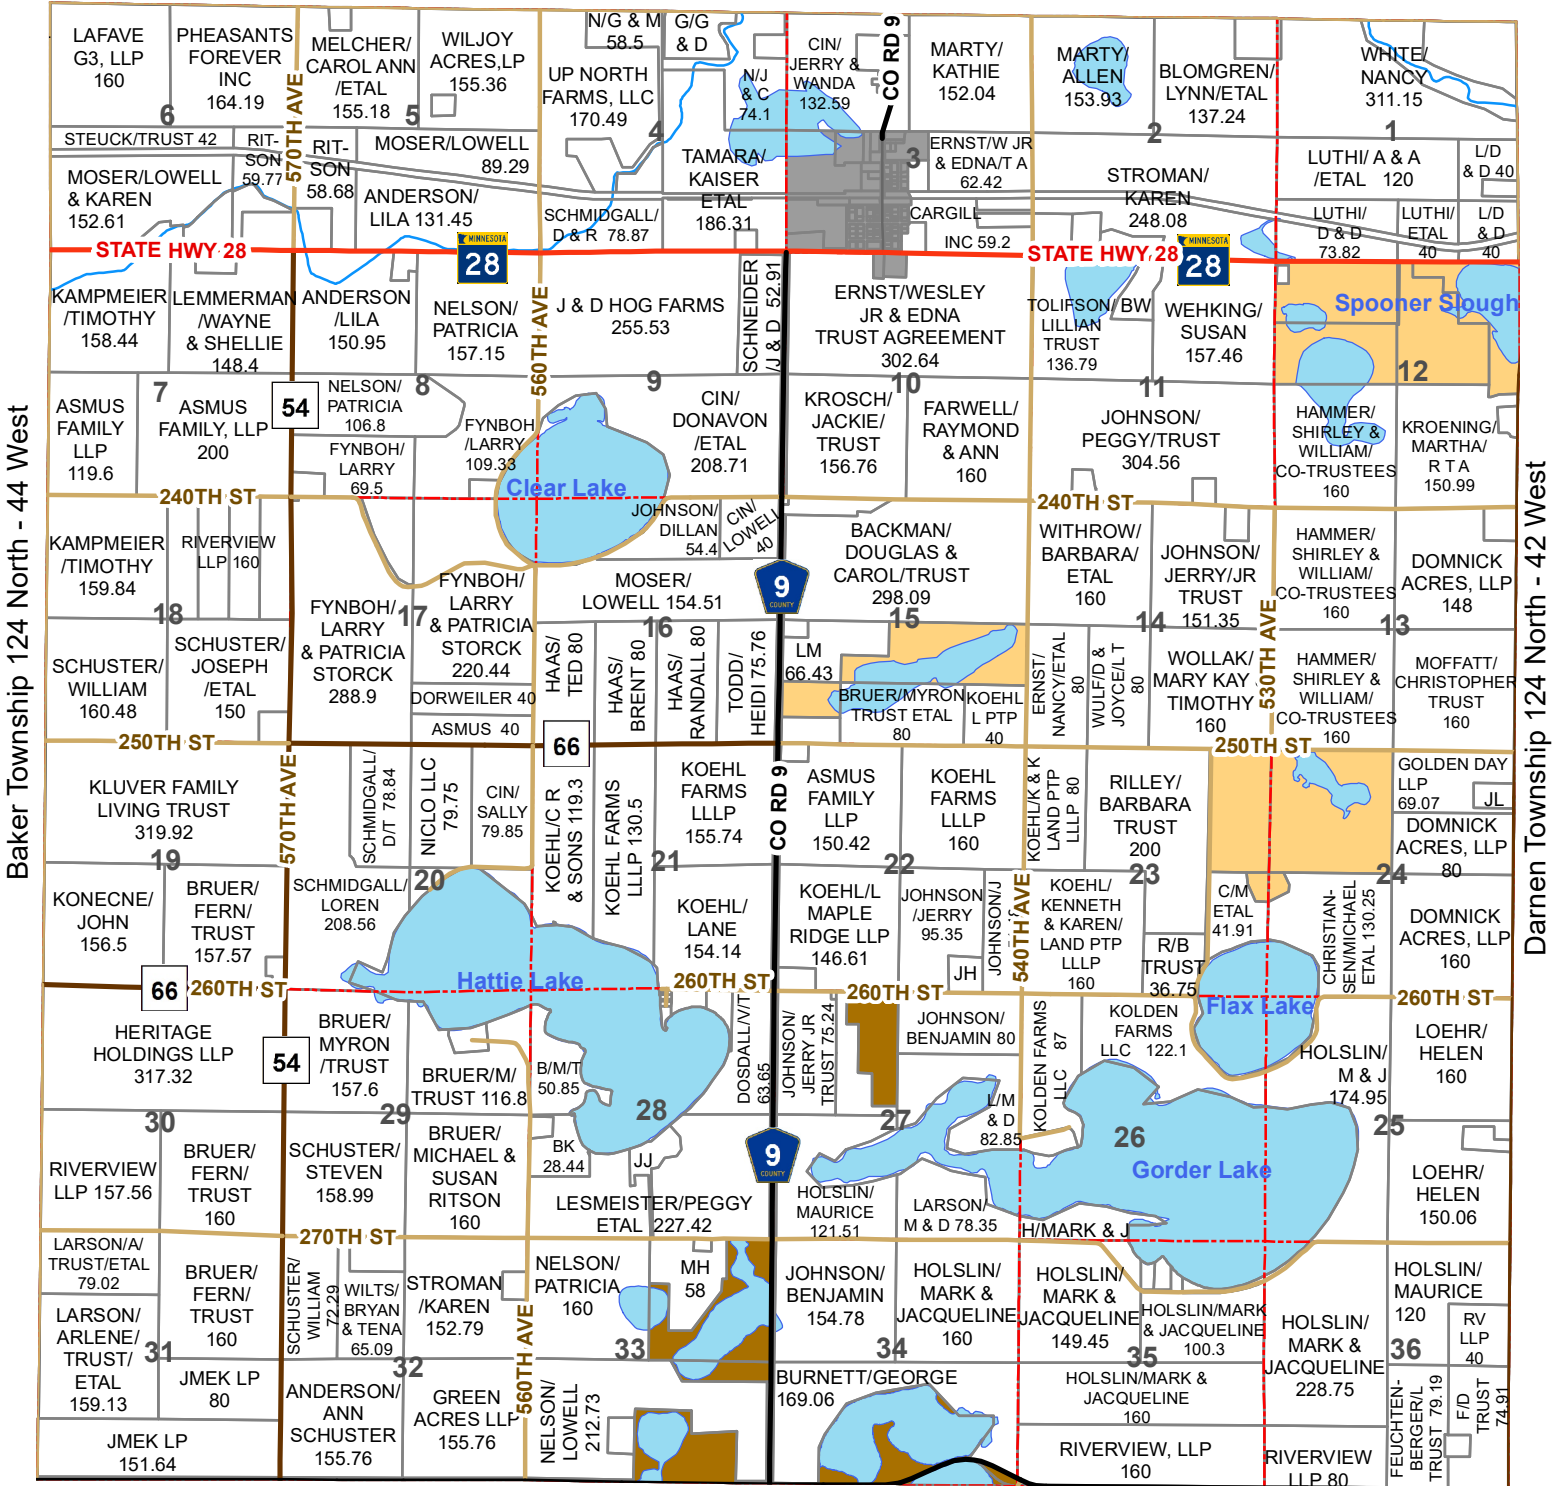 LAFAVE
G3, LLP
160
PHEASANTS
FOREVER
INC
164.19
MELCHER/
CAROL ANN
/ETAL
155.18
WILJOY
ACRES,LP
155.36
N/G & M
58.5
G/G
& D
UP NORTH
FARMS, LLC
170.49
N/J
& C
74.1
CIN/
JERRY &
WANDA
132.59
CO RD 9
MARTY/
KATHIE
152.04
MARTY/
ALLEN
153.93
BLOMGREN/
LYNN/ETAL
137.24
WHITE/
NANCY
311.15
6
5
4
3
2
1
570TH AVE
STEUCK/TRUST 42
RIT-
SON
59.77
RIT-
SON
58.68
MOSER/LOWELL
89.29
MOSER/LOWELL
& KAREN
152.61
ANDERSON/
LILA 131.45
SCHMIDGALL/
D & R 78.87
TAMARA/
KAISER
ETAL
186.31
ERNST/W JR
& EDNA/T A
62.42
CARGILL
INC 59.2
STROMAN/
KAREN
248.08
LUTHI/ A & A
/ETAL 120
L/D
& D 40
LUTHI/
D & D
73.82
LUTHI/
ETAL
40
L/D
& D
40
STATE HWY 28
MINNESOTA
28
STATE HWY 28
MINNESOTA
28
KAMPMEIER
/TIMOTHY
158.44
LEMMERMAN
/WAYNE
& SHELLIE
148.4
ANDERSON
/LILA
150.95
NELSON/
PATRICIA
157.15
560TH AVE
J & D HOG FARMS
255.53
SCHNEIDER
/J & D 52.91
ERNST/WESLEY
JR & EDNA
TRUST AGREEMENT
302.64
TOLIFSON/
LILLIAN
TRUST
136.79
BW
WEHKING/
SUSAN
157.46
Spooner Slough
7
8
9
10
11
12
ASMUS
FAMILY
LLP
119.6
ASMUS
FAMILY, LLP
200
54
NELSON/
PATRICIA
106.8
FYNBOH/
LARRY
69.5
FYNBOH
/LARRY
109.33
Clear Lake
CIN/
DONAVON
/ETAL
208.71
KROSCH/
JACKIE/
TRUST
156.76
FARWELL/
RAYMOND
& ANN
160
JOHNSON/
PEGGY/TRUST
304.56
HAMMER/
SHIRLEY &
WILLIAM/
CO-TRUSTEES
160
KROENING/
MARTHA/
R T A
150.99
Baker Township 124 North - 44 West
Darnen Township 124 North - 42 West
240TH ST
240TH ST
KAMPMEIER
/TIMOTHY
159.84
RIVERVIEW
LLP 160
JOHNSON/
DILLAN
54.4
CIN/
LOWELL
40
BACKMAN/
DOUGLAS &
CAROL/TRUST
298.09
WITHROW/
BARBARA/
ETAL
160
JOHNSON/
JERRY/JR
TRUST
151.35
HAMMER/
SHIRLEY &
WILLIAM/
CO-TRUSTEES
160
DOMNICK
ACRES, LLP
148
FYNBOH/
LARRY
& PATRICIA
STORCK
288.9
FYNBOH/
LARRY
& PATRICIA
STORCK
220.44
MOSER/
LOWELL 154.51
9
COUNTY
530TH AVE
18
17
16
15
14
13
SCHUSTER/
WILLIAM
160.48
SCHUSTER/
JOSEPH
/ETAL
150
DORWEILER 40
ASMUS 40
HAAS/
TED 80
HAAS/
BRENT 80
HAAS/
RANDALL 80
TODD/
HEIDI 75.76
LM
66.43
BRUER/MYRON
TRUST ETAL
80
KOEHL
L PTP
40
ERNST/
NANCY/ETAL
80
WULF/D &
JOYCE/L T
80
WOLLAK/
MARY KAY
TIMOTHY
160
HAMMER/
SHIRLEY &
WILLIAM/
CO-TRUSTEES
160
MOFFATT/
CHRISTOPHER
TRUST
160
250TH ST
66
250TH ST
KLUVER FAMILY
LIVING TRUST
319.92
570TH AVE
SCHMIDGALL/
D/T 78.84
NICLO LLC
79.75
CIN/
SALLY
79.85
KOEHL/C R
& SONS 119.3
KOEHL FARMS
LLLP 130.5
KOEHL
FARMS
LLLP
155.74
CO RD 9
ASMUS
FAMILY
LLP
150.42
KOEHL
FARMS
LLLP
160
KOEHL/K & K
LAND PTP
LLLP 80
RILLEY/
BARBARA
TRUST
200
GOLDEN DAY
LLP
69.07
JL
DOMNICK
ACRES, LLP
80
19
20
21
22
23
24
KONECNE/
JOHN
156.5
BRUER/
FERN/
TRUST
157.57
SCHMIDGALL/
LOREN
208.56
KOEHL/
LANE
154.14
KOEHL/L
MAPLE
RIDGE LLP
146.61
JOHNSON
/JERRY
95.35
JH
JOHNSON/J
540TH AVE
KOEHL/
KENNETH
& KAREN/
LAND PTP
LLLP
160
R/B
TRUST
36.75
C/M
ETAL
41.91
CHRISTIAN-
SEN/MICHAEL
ETAL 130.25
DOMNICK
ACRES, LLP
160
66
260TH ST
Hattie Lake
260TH ST
260TH ST
Flax Lake
260TH ST
HERITAGE
HOLDINGS LLP
317.32
54
BRUER/
MYRON
/TRUST
157.6
BRUER/M/
TRUST 116.8
B/M/T
50.85
DOSDALL/V/T
63.65
JOHNSON/
JERRY JR
TRUST 75.24
JOHNSON/
BENJAMIN 80
KOLDEN FARMS
LLC 87
KOLDEN
FARMS
LLC 122.1
HOLSLIN/
M & J
174.95
LOEHR/
HELEN
160
30
29
28
27
26
25
L/M
& D
82.85
RIVERVIEW
LLP 157.56
BRUER/
FERN/
TRUST
160
SCHUSTER/
STEVEN
158.99
BRUER/
MICHAEL &
SUSAN
RITSON
160
BK
28.44
JJ
LESMEISTER/PEGGY
ETAL 227.42
9
COUNTY
HOLSLIN/
MAURICE
121.51
LARSON/
M & D 78.35
Gorder Lake
H/MARK & J
LOEHR/
HELEN
150.06
270TH ST
LARSON/A/
TRUST/ETAL
79.02
LARSON/
ARLENE/
TRUST/
ETAL
159.13
BRUER/
FERN/
TRUST
160
SCHUSTER/
WILLIAM
72.29
WILTS/
BRYAN
& TENA
65.09
STROMAN
/KAREN
152.79
560TH AVE
NELSON/
PATRICIA
160
MH
58
JOHNSON/
BENJAMIN
154.78
HOLSLIN/
MARK &
JACQUELINE
160
HOLSLIN/
MARK &
JACQUELINE
149.45
HOLSLIN/MARK
& JACQUELINE
100.3
HOLSLIN/
MARK &
JACQUELINE
228.75
HOLSLIN/
MAURICE
120
RV
LLP
40
31
32
33
34
35
36
JMEK LP
80
JMEK LP
151.64
ANDERSON/
ANN
SCHUSTER
155.76
GREEN
ACRES LLP
155.76
NELSON/
LOWELL
212.73
BURNETT/GEORGE
169.06
HOLSLIN/MARK &
JACQUELINE
160
RIVERVIEW, LLP
160
RIVERVIEW
LLP 80
FEUCHTEN-
BERGER/L
TRUST 79.19
F/D
TRUST
74.91